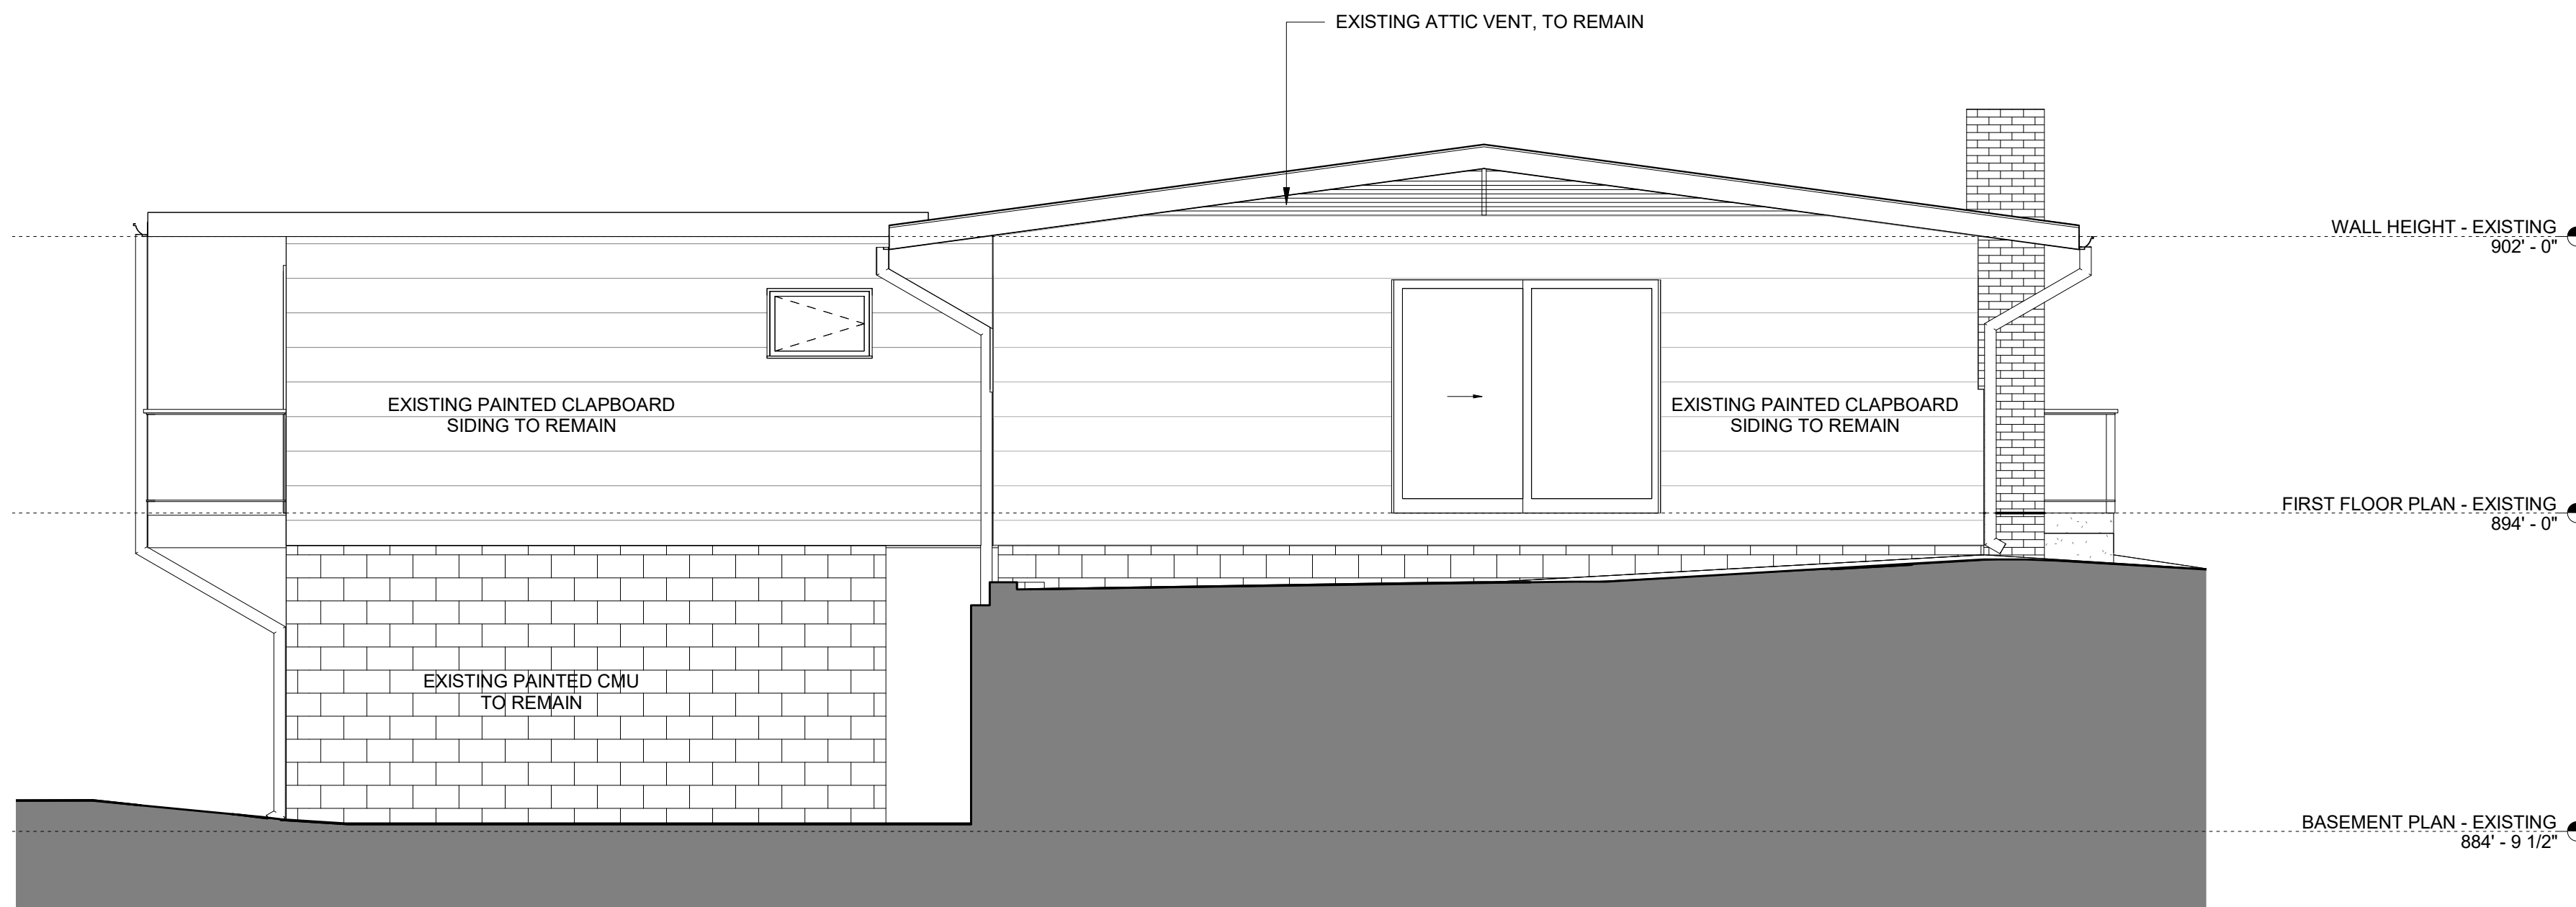 EXISTING ATTIC VENT, TO REMAIN
WALL HEIGHT - EXISTING
902' - 0"
EXISTING PAINTED CLAPBOARD
SIDING TO REMAIN
EXISTING PAINTED CLAPBOARD
SIDING TO REMAIN
FIRST FLOOR PLAN - EXISTING
894' - 0"
EXISTING PAINTED CMU
TO REMAIN
BASEMENT PLAN - EXISTING
884' - 9 1/2"